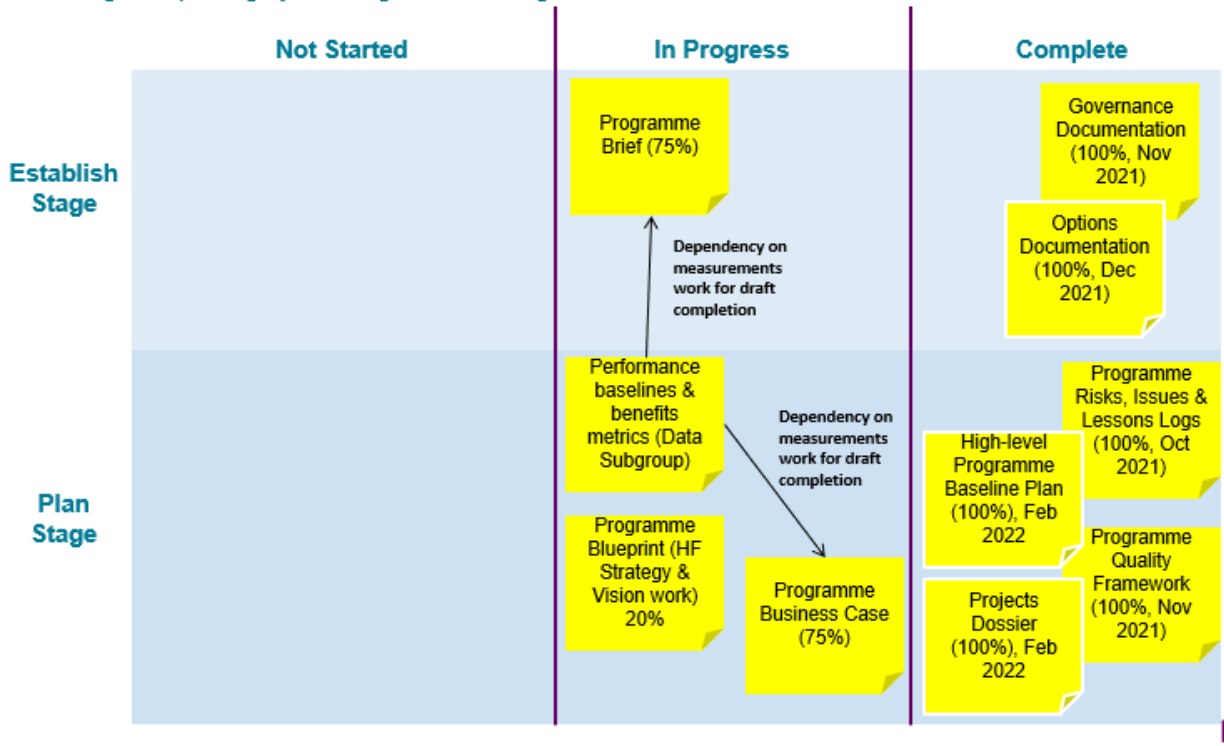 Not Started
In Progress
Complete
Establish
Stage
Programme
Brief (75%)
Governance
Documentation
(100%, Nov
2021)
Options
Documentation
(100%, Dec
2021)
Dependency on
measurements
work for draft
completion
Plan
Stage
Performance
baselines &
benefits
metrics (Data
Subgroup)
Dependency on
measurements
work for draft
completion
Programme
Blueprint (HF
Strategy &
Vision work)
20%
Programme
Business Case
(75%)
Programme
Risks, Issues &
Lessons Logs
(100%, Oct
2021)
High-level
Programme
Baseline Plan
(100%), Feb
2022
Programme
Quality
Framework
(100%, Nov
2021)
Projects
Dossier
(100%), Feb
2022